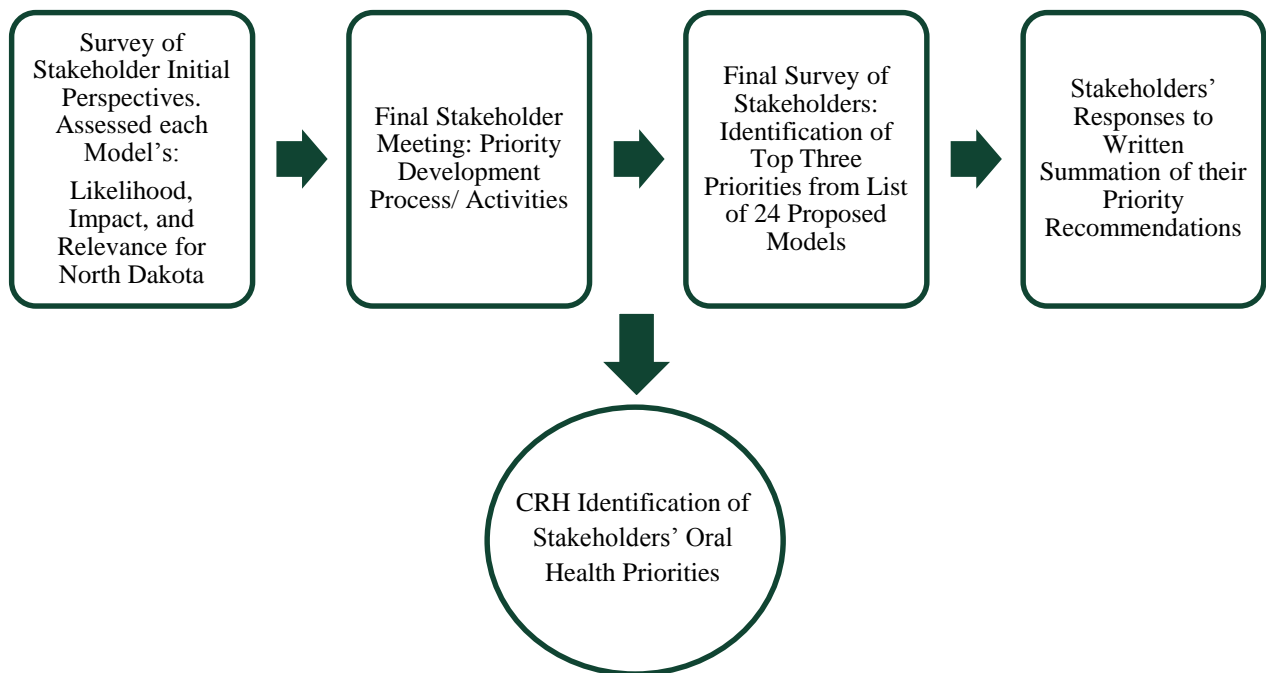 Survey of
Stakeholder Initial
Perspectives.
Assessed each
Model’s:
Likelihood,
Impact, and
Relevance for
North Dakota
Final Stakeholder
Meeting: Priority
Development
Process/ Activities
Final Survey of
Stakeholders:
Identification of
Top Three
Priorities from List
of 24 Proposed
Models
Stakeholders’
Responses to
Written
Summation of their
Priority
Recommendations
CRH Identification of
Stakeholders’ Oral
Health Priorities